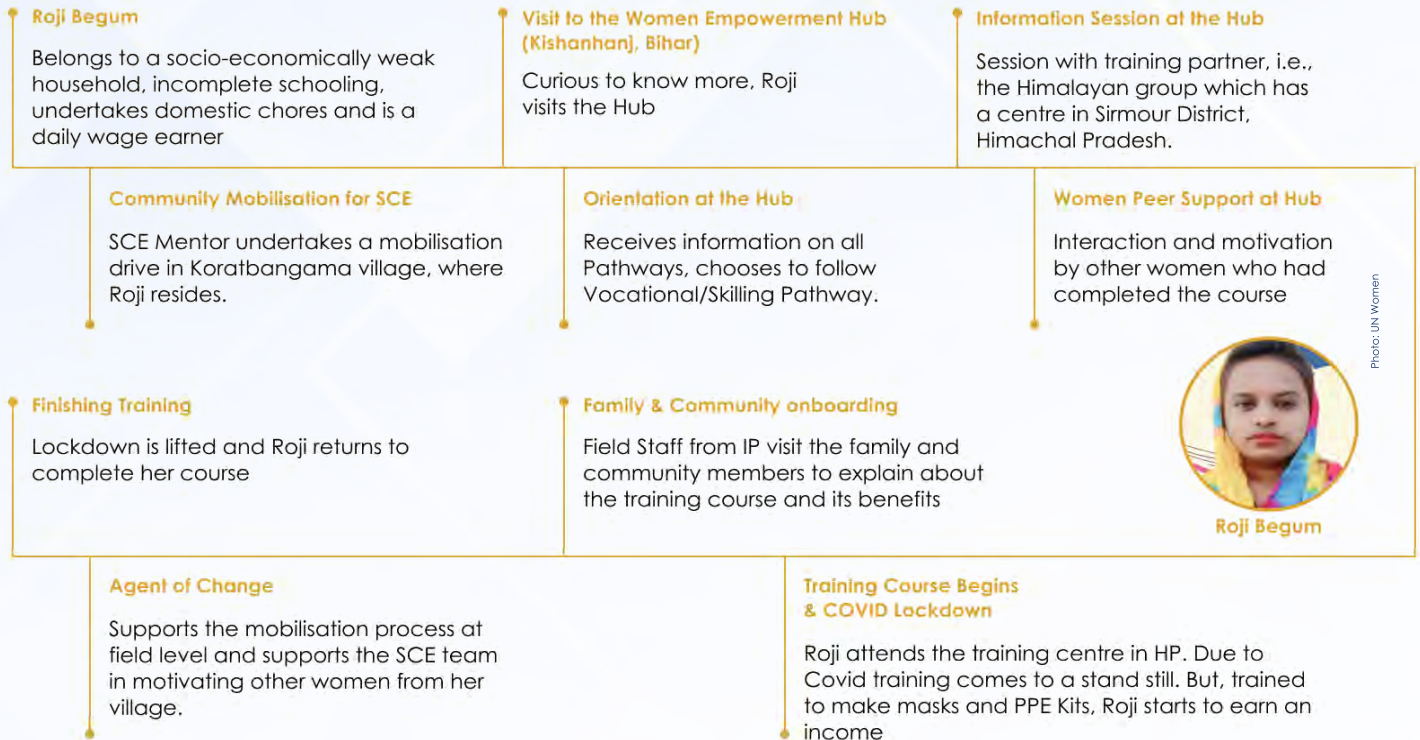 Roji Begum
Belongs to a socio-economically weak
household, incomplete schooling,
undertakes domestic chores and is a
daily wage earner
Visit to the Women Empowerment Hub
(Kishanhanj, Bihar)
Curious to know more, Roji
visits the Hub
Information Session at the Hub
Session with training partner, i.e.,
the Himalayan group which has
a centre in Sirmour District,
Himachal Pradesh.
Community Mobilisation for SCE
SCE Mentor undertakes a mobilisation
drive in Koratbangama village, where
Roji resides.
Orientation at the Hub
Receives information on all
Pathways, chooses to follow
Vocational/Skilling Pathway.
Women Peer Support at Hub
Interaction and motivation
by other women who had
completed the course
Photo: UN Women
Roji Begum
Finishing Training
Lockdown is lifted and Roji returns to
complete her course
Family & Community onboarding
Field Staff from IP visit the family and
community members to explain about
the training course and its benefits
Agent of Change
Supports the mobilisation process at
field level and supports the SCE team
in motivating other women from her
village.
Training Course Begins
& COVID Lockdown
Roji attends the training centre in HP. Due to
Covid training comes to a stand still. But, trained
to make masks and PPE Kits, Roji starts to earn an
income